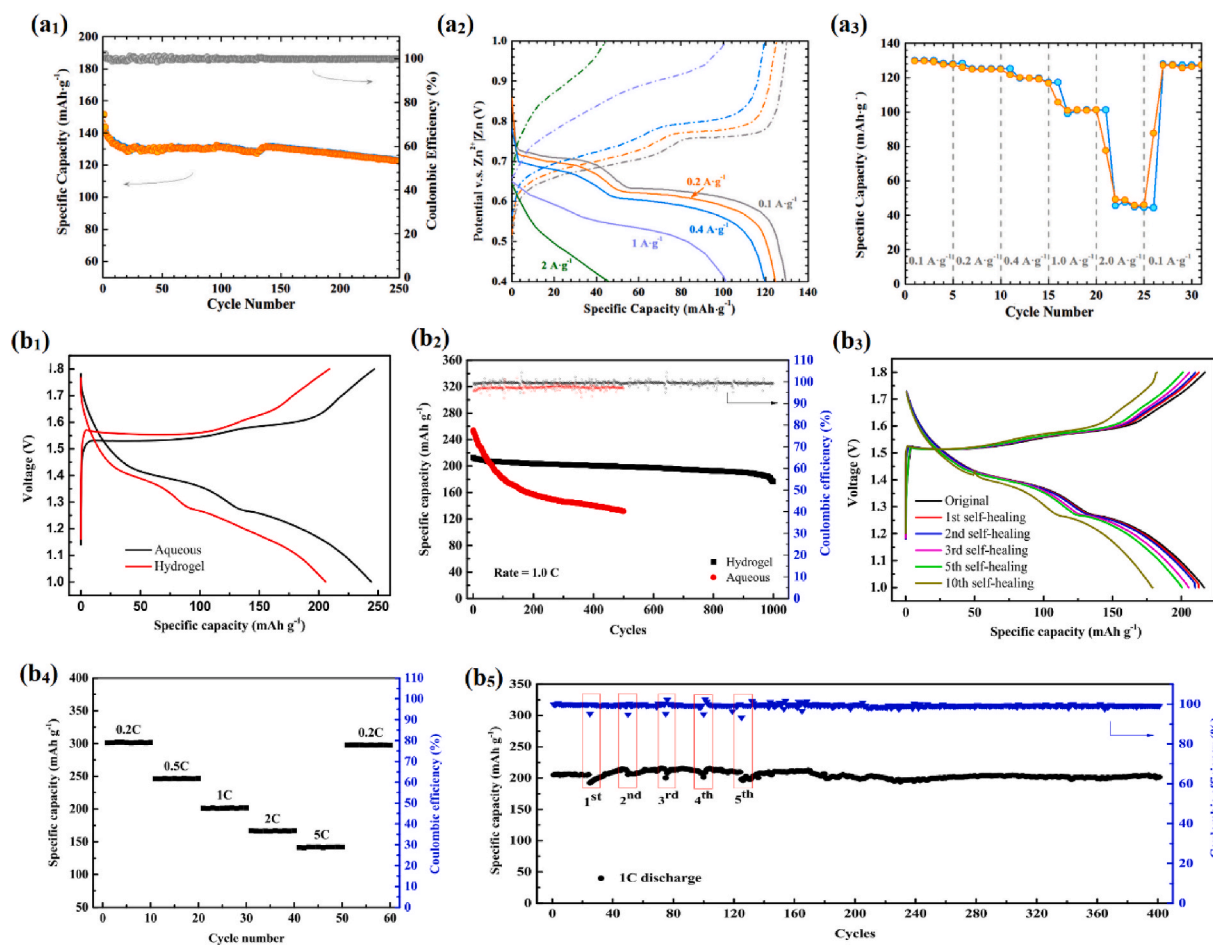 (a1)
190
180
160
140
120
100
80
60
100
80
60
40
20
0
0
50
100
150
200
250
Specific Capacity (mAh·g⁻¹)
Coulombic Efficiency (%)
Cycle Number
(a2)
1.0
0.9
0.8
0.7
0.6
0.5
0.4
Potential v.s. Zn²⁺|Zn (V)
0.2 A·g⁻¹
0.1 A·g⁻¹
0.4 A·g⁻¹
1 A·g⁻¹
2 A·g⁻¹
0
20
40
60
80
100
120
140
Specific Capacity (mAh·g⁻¹)
(a3)
140
120
100
80
60
40
20
0
Specific Capacity (mAh·g⁻¹)
0.1 A·g⁻¹
0.2 A·g⁻¹
0.4 A·g⁻¹
1.0 A·g⁻¹
2.0 A·g⁻¹
0.1 A·g⁻¹
0
5
10
15
20
25
30
Cycle Number
(b1)
1.8
1.7
1.6
1.5
1.4
1.3
1.2
1.1
1.0
Voltage (V)
Aqueous
Hydrogel
0
50
100
150
200
250
Specific capacity (mAh g⁻¹)
(b2)
360
320
280
240
200
160
120
80
40
0
110
100
90
80
70
60
50
40
30
20
10
0
Specific capacity (mAh g⁻¹)
Coulombic efficiency (%)
Hydrogel
Aqueous
Rate = 1.0 C
0
200
400
600
800
1000
Cycles
(b3)
1.8
1.7
1.6
1.5
1.4
1.3
1.2
1.1
1.0
Voltage (V)
Original
1st self-healing
2nd self-healing
3rd self-healing
5th self-healing
10th self-healing
0
50
100
150
200
Specific capacity (mAh g⁻¹)
(b4)
400
350
300
250
200
150
100
50
110
100
90
80
70
60
50
40
30
20
10
0
Specific capacity (mAh g⁻¹)
Coulombic efficiency (%)
0.2C
0.5C
1C
2C
5C
0.2C
0
10
20
30
40
50
60
Cycle number
(b5)
350
300
250
200
150
100
50
0
100
80
60
40
20
0
Specific capacity (mAh g⁻¹)
1st
2nd
3rd
4th
5th
1C discharge
0
40
80
120
160
200
240
280
320
360
400
Cycles